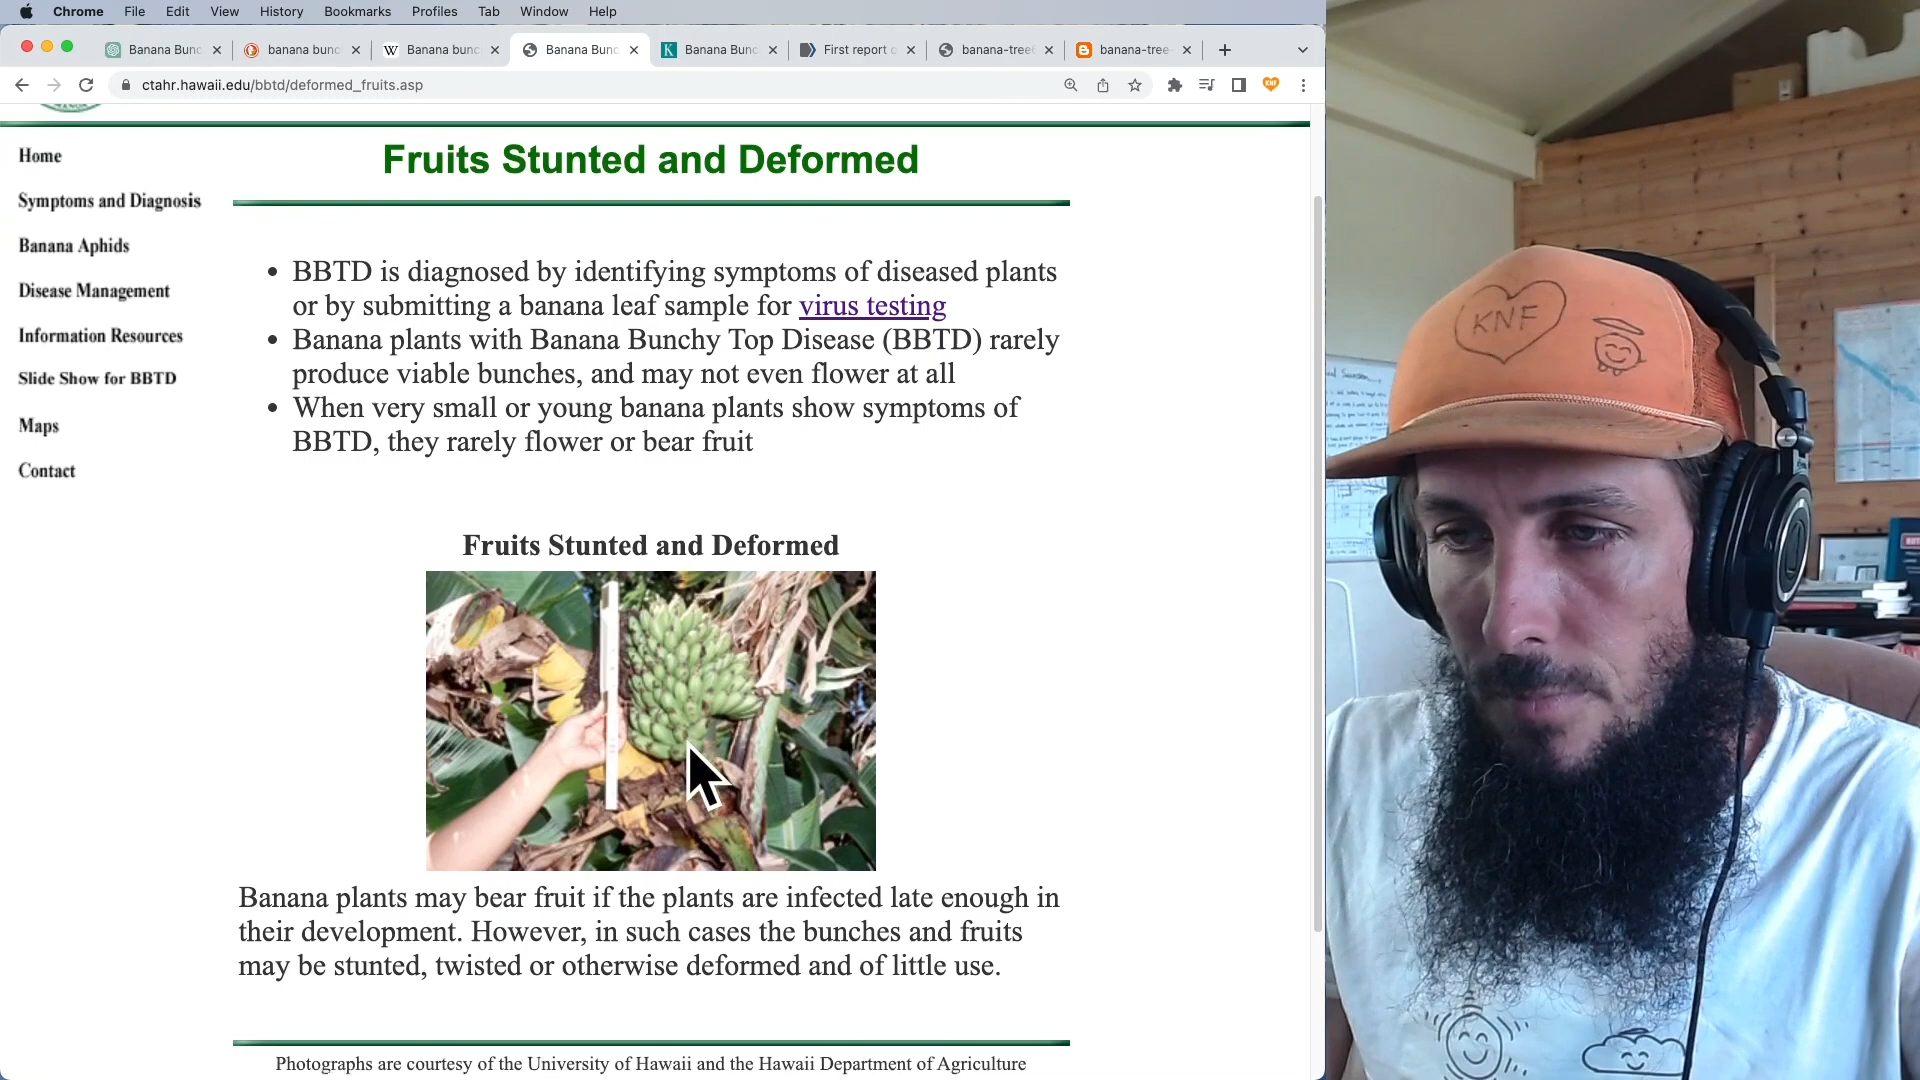 Chrome File Edit View History Bookmarks Profiles Tab Window Help
Banana Bunc
banana bunc
Banana bunc
Banana Bunc
Banana Bunc
First report o
banana-tree
banana-tree-
ctahr.hawaii.edu/bbtd/deformed_fruits.asp
Home
Symptoms and Diagnosis
Banana Aphids
Disease Management
Information Resources
Slide Show for BBTD
Maps
Contact
Fruits Stunted and Deformed
• BBTD is diagnosed by identifying symptoms of diseased plants
or by submitting a banana leaf sample for virus testing
• Banana plants with Banana Bunchy Top Disease (BBTD) rarely
produce viable bunches, and may not even flower at all
• When very small or young banana plants show symptoms of
BBTD, they rarely flower or bear fruit
Fruits Stunted and Deformed
Banana plants may bear fruit if the plants are infected late enough in
their development. However, in such cases the bunches and fruits
may be stunted, twisted or otherwise deformed and of little use.
Photographs are courtesy of the University of Hawaii and the Hawaii Department of Agriculture
KNF